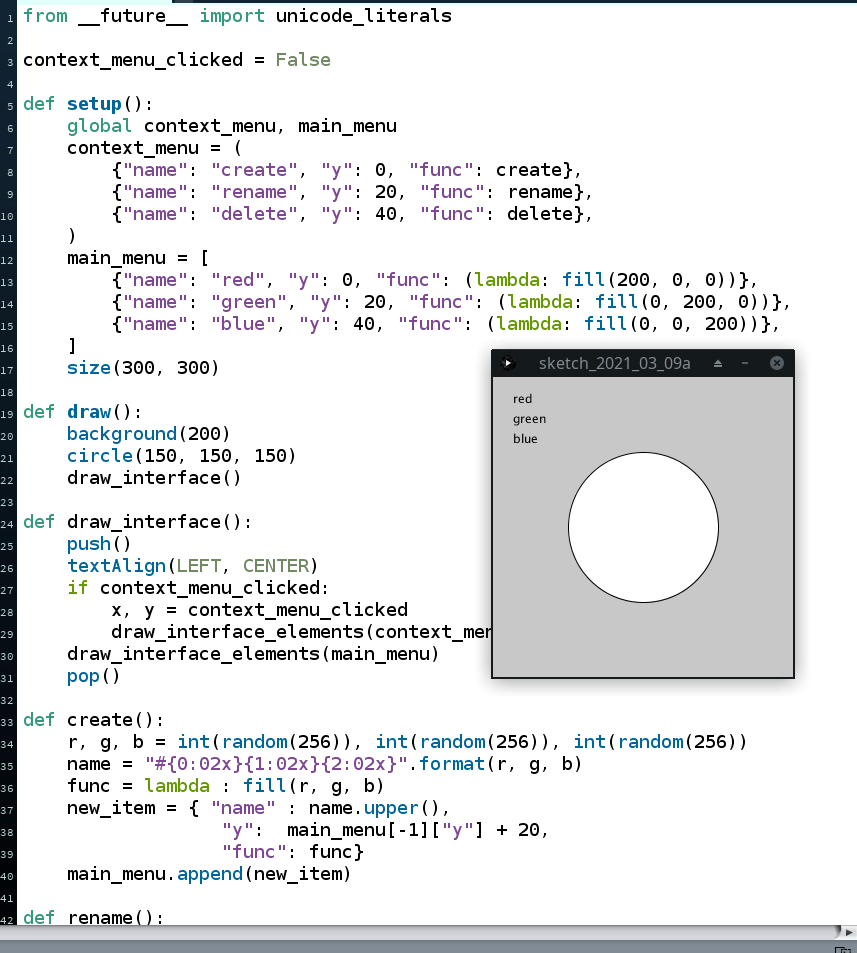 1 from __future__ import unicode_literals
2
3 context_menu_clicked = False
4
5 def setup():
6     global context_menu, main_menu
7     context_menu = (
8         {"name": "create", "y": 0, "func": create},
9         {"name": "rename", "y": 20, "func": rename},
10         {"name": "delete", "y": 40, "func": delete},
11     )
12     main_menu = [
13         {"name": "red", "y": 0, "func": (lambda: fill(200, 0, 0))},
14         {"name": "green", "y": 20, "func": (lambda: fill(0, 200, 0))},
15         {"name": "blue", "y": 40, "func": (lambda: fill(0, 0, 200))},
16     ]
17     size(300, 300)
18
19 def draw():
20     background(200)
21     circle(150, 150, 150)
22     draw_interface()
23
24 def draw_interface():
25     push()
26     textAlign(LEFT, CENTER)
27     if context_menu_clicked:
28         x, y = context_menu_clicked
29         draw_interface_elements(context_men
30     draw_interface_elements(main_menu)
31     pop()
32
33 def create():
34     r, g, b = int(random(256)), int(random(256)), int(random(256))
35     name = "#{0:02x}{1:02x}{2:02x}".format(r, g, b)
36     func = lambda : fill(r, g, b)
37     new_item = { "name" : name.upper(),
38                   "y":  main_menu[-1]["y"] + 20,
39                   "func": func}
40     main_menu.append(new_item)
41
42 def rename():
sketch_2021_03_09a
red
green
blue